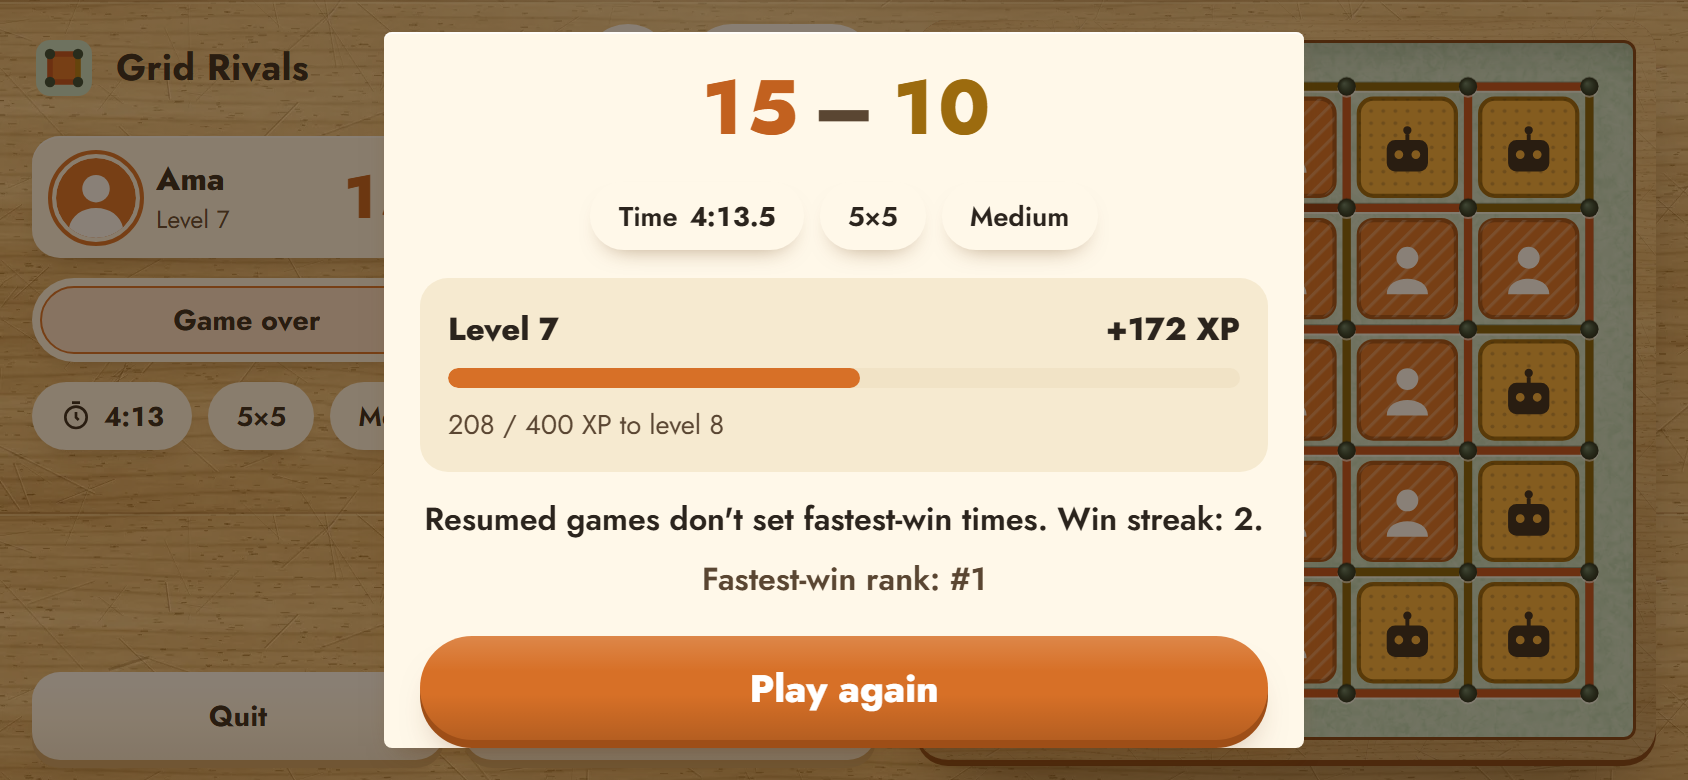 Grid Rivals
Ama
Level 7
Game over
4:13
5×5
Quit
15 – 10
Time 4:13.5
5×5
Medium
Level 7
+172 XP
208 / 400 XP to level 8
Resumed games don't set fastest-win times. Win streak: 2.
Fastest-win rank: #1
Play again